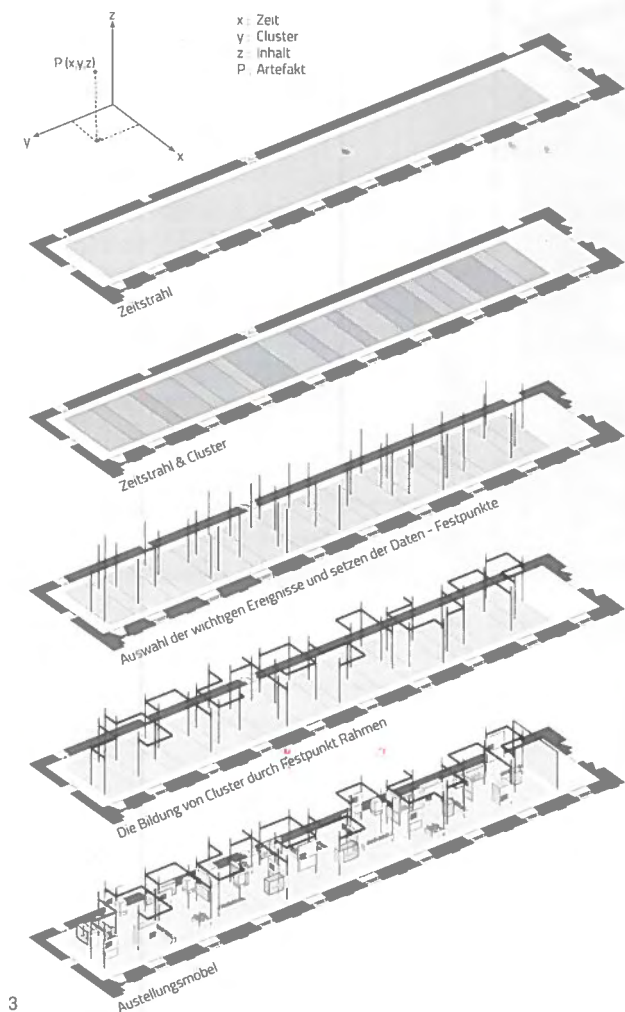 z
x : Zeit
y : Cluster
z : Inhalt
P : Artefakt
P (x,y,z)
y
x
Zeitstrahl
Zeitstrahl & Cluster
Auswahl der wichtigen Ereignisse und setzen der Daten - Festpunkte
Die Bildung von Cluster durch Festpunkt Rahmen
Austellungsmobel
3